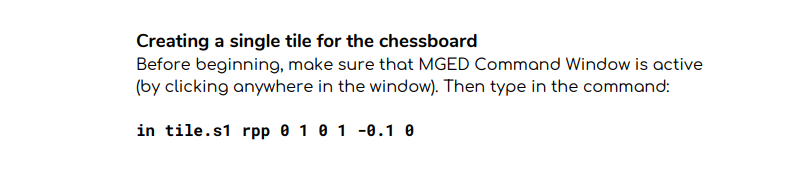 Creating a single tile for the chessboard
Before beginning, make sure that MGED Command Window is active
(by clicking anywhere in the window). Then type in the command:
in tile.s1 rpp 0 1 0 1 -0.1 0